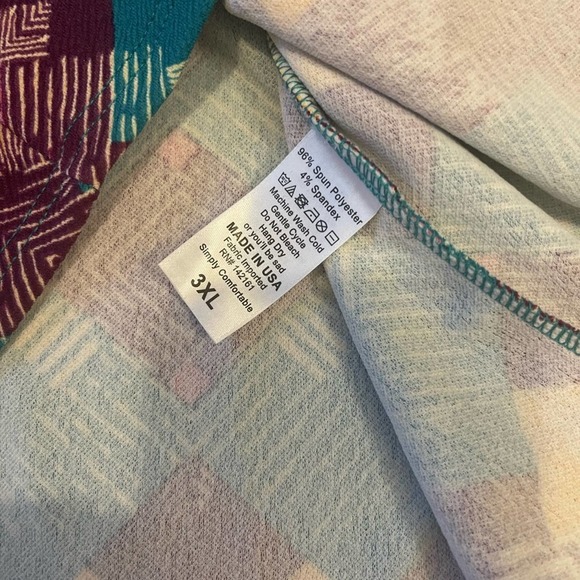 96% Spun Polyester
4% Spandex
Machine Wash Cold
Gentle Cycle
Do Not Bleach
Hang Dry
or you'll be sad
MADE IN USA
Fabric Imported
RN# 142161
Simply Comfortable
3XL